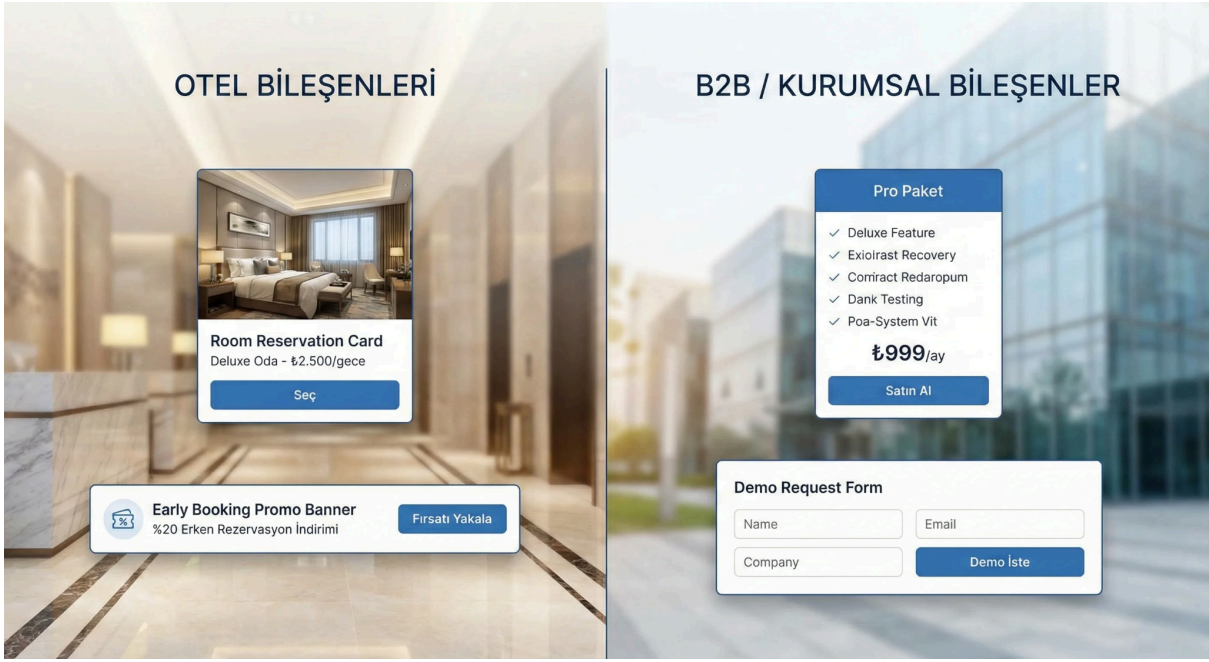 OTEL BİLEŞENLERİ
Room Reservation Card
Deluxe Oda - ₺2.500/gece
Seç
%
Early Booking Promo Banner
%20 Erken Rezervasyon İndirimi
Fırsatı Yakala
B2B / KURUMSAL BİLEŞENLER
Pro Paket
Deluxe Feature
Exioirast Recovery
Comract Redaropum
Dank Testing
Poa-System Vit
₺999/ay
Satın Al
Demo Request Form
Name
Email
Company
Demo İste